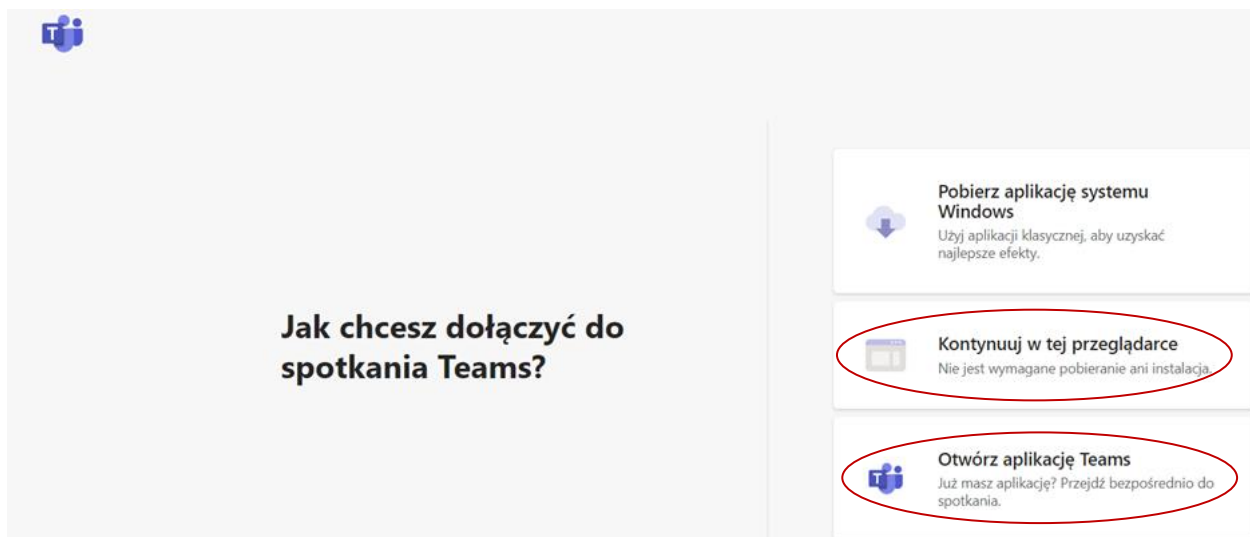 Jak chcesz dołączyć do
spotkania Teams?
Pobierz aplikację systemu
Windows
Użyj aplikacji klasycznej, aby uzyskać
najlepsze efekty.
Kontynuuj w tej przeglądarce
Nie jest wymagane pobieranie ani instalacja.
Otwórz aplikację Teams
Już masz aplikację? Przejdź bezpośrednio do
spotkania.